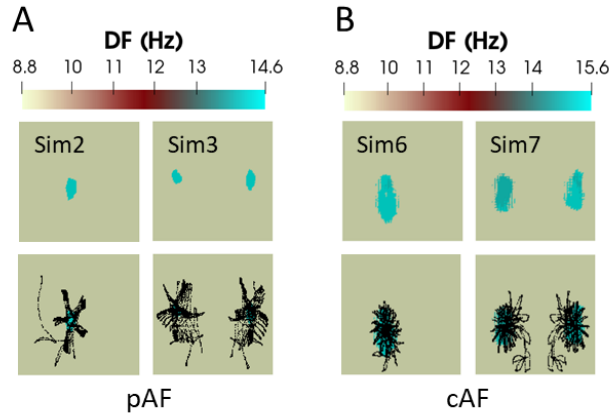 A
DF (Hz)
8.8 10 11 12 13 14.6
Sim2 Sim3
pAF
B
DF (Hz)
8.8 10 11 13 14 15.6
Sim6 Sim7
cAF